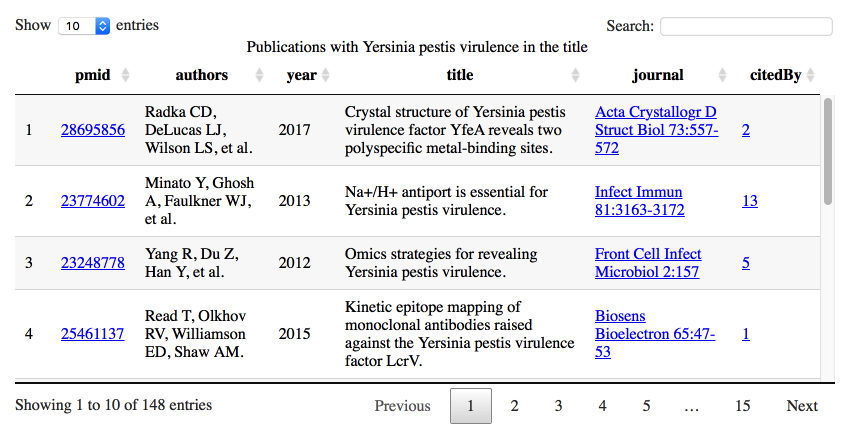 Show 10 entries
Search:
Publications with Yersinia pestis virulence in the title
pmid authors year title journal citedBy
1 28695856 Radka CD, DeLucas LJ, Wilson LS, et al. 2017 Crystal structure of Yersinia pestis virulence factor YfeA reveals two polyspecific metal-binding sites. Acta Crystallogr D Struct Biol 73:557-572 2
2 23774602 Minato Y, Ghosh A, Faulkner WJ, et al. 2013 Na+/H+ antiport is essential for Yersinia pestis virulence. Infect Immun 81:3163-3172 13
3 23248778 Yang R, Du Z, Han Y, et al. 2012 Omics strategies for revealing Yersinia pestis virulence. Front Cell Infect Microbiol 2:157 5
4 25461137 Read T, Olkhov RV, Williamson ED, Shaw AM. 2015 Kinetic epitope mapping of monoclonal antibodies raised against the Yersinia pestis virulence factor LcrV. Biosens Bioelectron 65:47-53 1
Showing 1 to 10 of 148 entries
Previous 1 2 3 4 5 … 15 Next